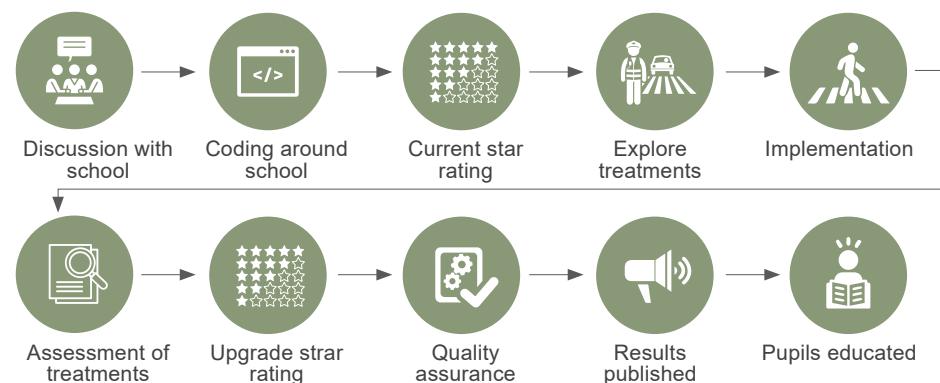 Discussion with
school
Coding around
school
</>
Current star
rating
Explore
treatments
Implementation
Assessment of
treatments
Upgrade strar
rating
Quality
assurance
Results
published
Pupils educated